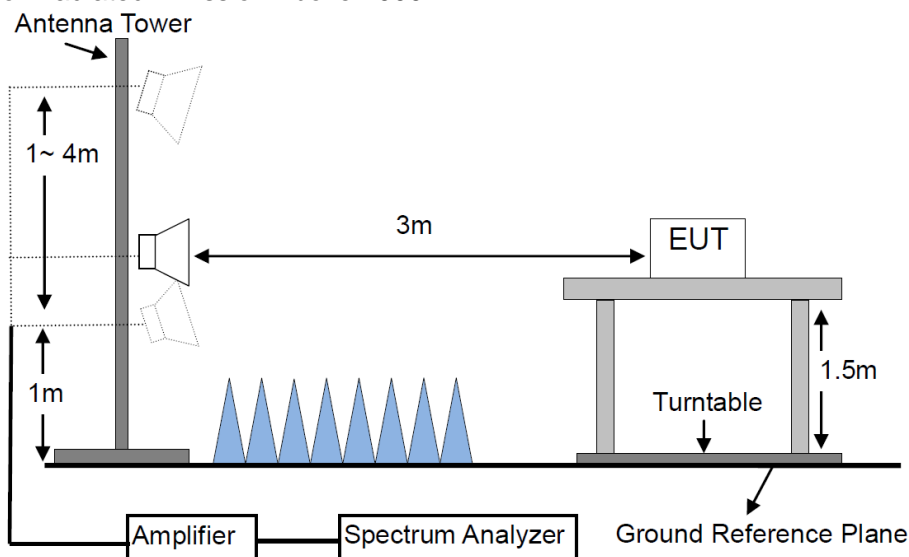 Antenna Tower
1~ 4m
3m
EUT
1m
1.5m
Turntable
Amplifier
Spectrum Analyzer
Ground Reference Plane